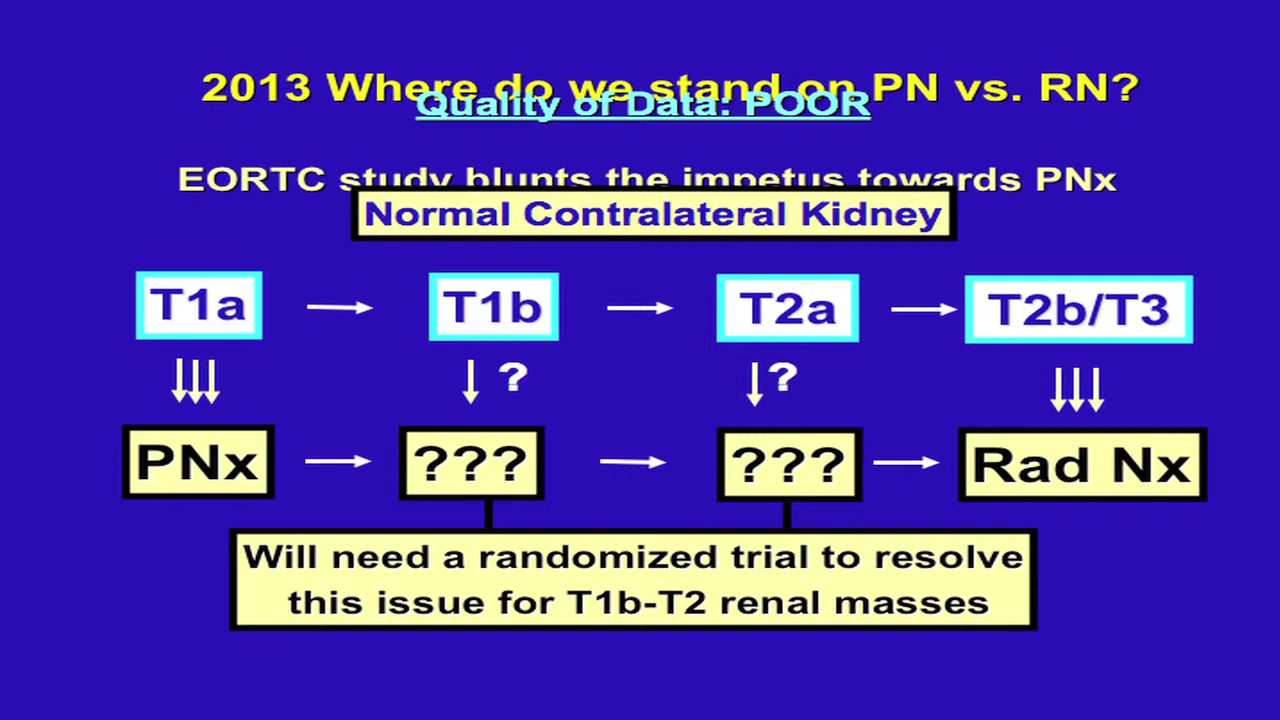 2013 Where do we stand on PN vs. RN?
Quality of Data: POOR
EORTC study blunts the impetus towards PNx
Normal Contralateral Kidney
T1a T1b T2a T2b/T3
? ?
PNx ??? ??? Rad Nx
Will need a randomized trial to resolve
this issue for T1b-T2 renal masses